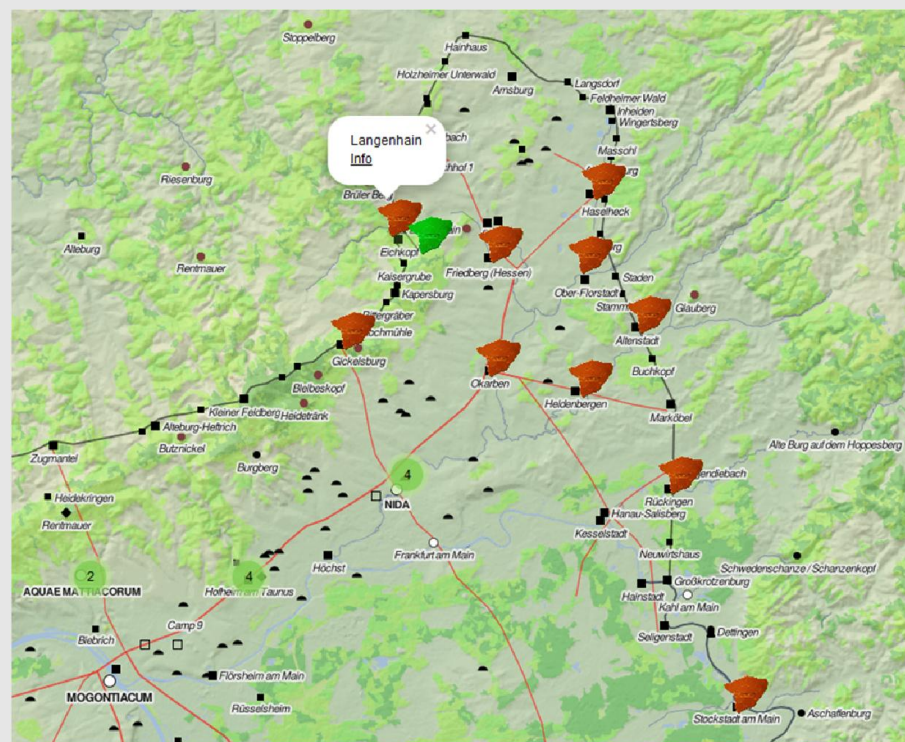 Stoppelberg
Hainhaus
Holzheimer Unterwald
Arnsburg
Langsdorf
Feldheimer Wald
Inheiden
Wingertsberg
Massohl
Langenhain
Info
×
Riesenburg
Brüler Berg
Haselheck
Alteburg
Rentmauer
Eichkopf
Kaisergrube
Kapersburg
Friedberg (Hessen)
Ober-Florstadt
Staden
Glauberg
Altenstadt
Gickelsburg
Bleibeskopf
Okarben
Buchkopf
Heldenbergen
Marköbel
Kleiner Feldberg
Heidetränk
Alteburg-Heftrich
Butznickel
Zugmantel
Burgberg
Alte Burg auf dem Hoppesberg
4
NIDA
Heidekringen
Rentmauer
Rückingen
Hanau-Salisberg
Kesselstadt
Frankfurt am Main
Neuwirtshaus
Höchst
Schwedenschanze / Schanzenkopf
2
4
AQUAE MATTIACORUM
Hofheim am Taunus
Großkrotzenburg
Hainstadt
Kahl am Main
Camp 9
Biebrich
Seligenstadt
Dettingen
Flörsheim am Main
MOGONTIACUM
Rüsselsheim
Stockstadt am Main
Aschaffenburg